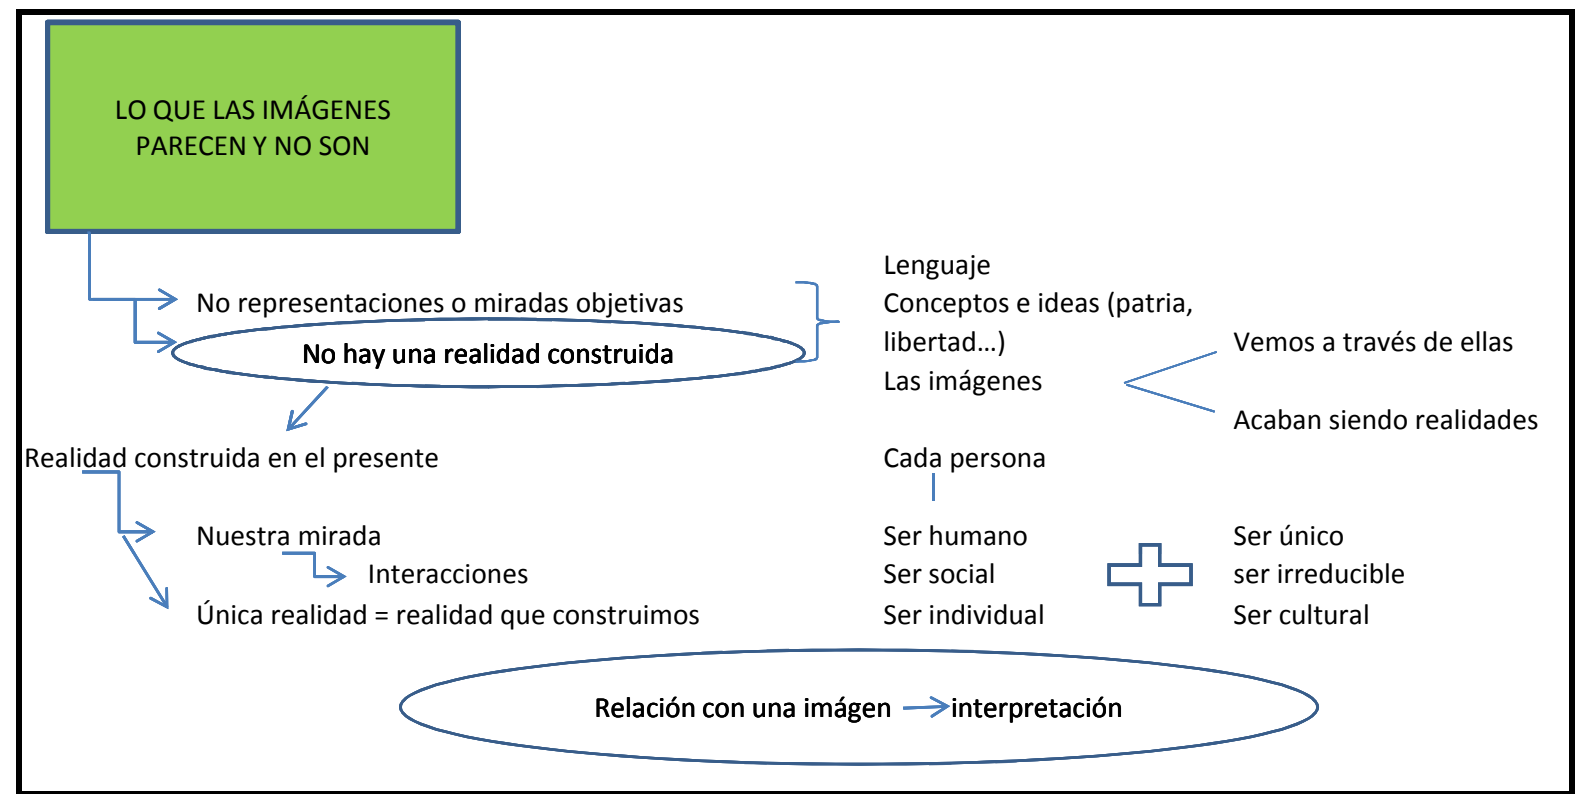 LO QUE LAS IMÁGENES
PARECEN Y NO SON
Lenguaje
No representaciones o miradas objetivas
Conceptos e ideas (patria,
libertad…)
No hay una realidad construida
Vemos a través de ellas
Las imágenes
Acaban siendo realidades
Realidad construida en el presente
Cada persona
Nuestra mirada
Ser humano
Ser único
Interacciones
Ser social
ser irreducible
Única realidad = realidad que construimos
Ser individual
Ser cultural
Relación con una imágen
interpretación